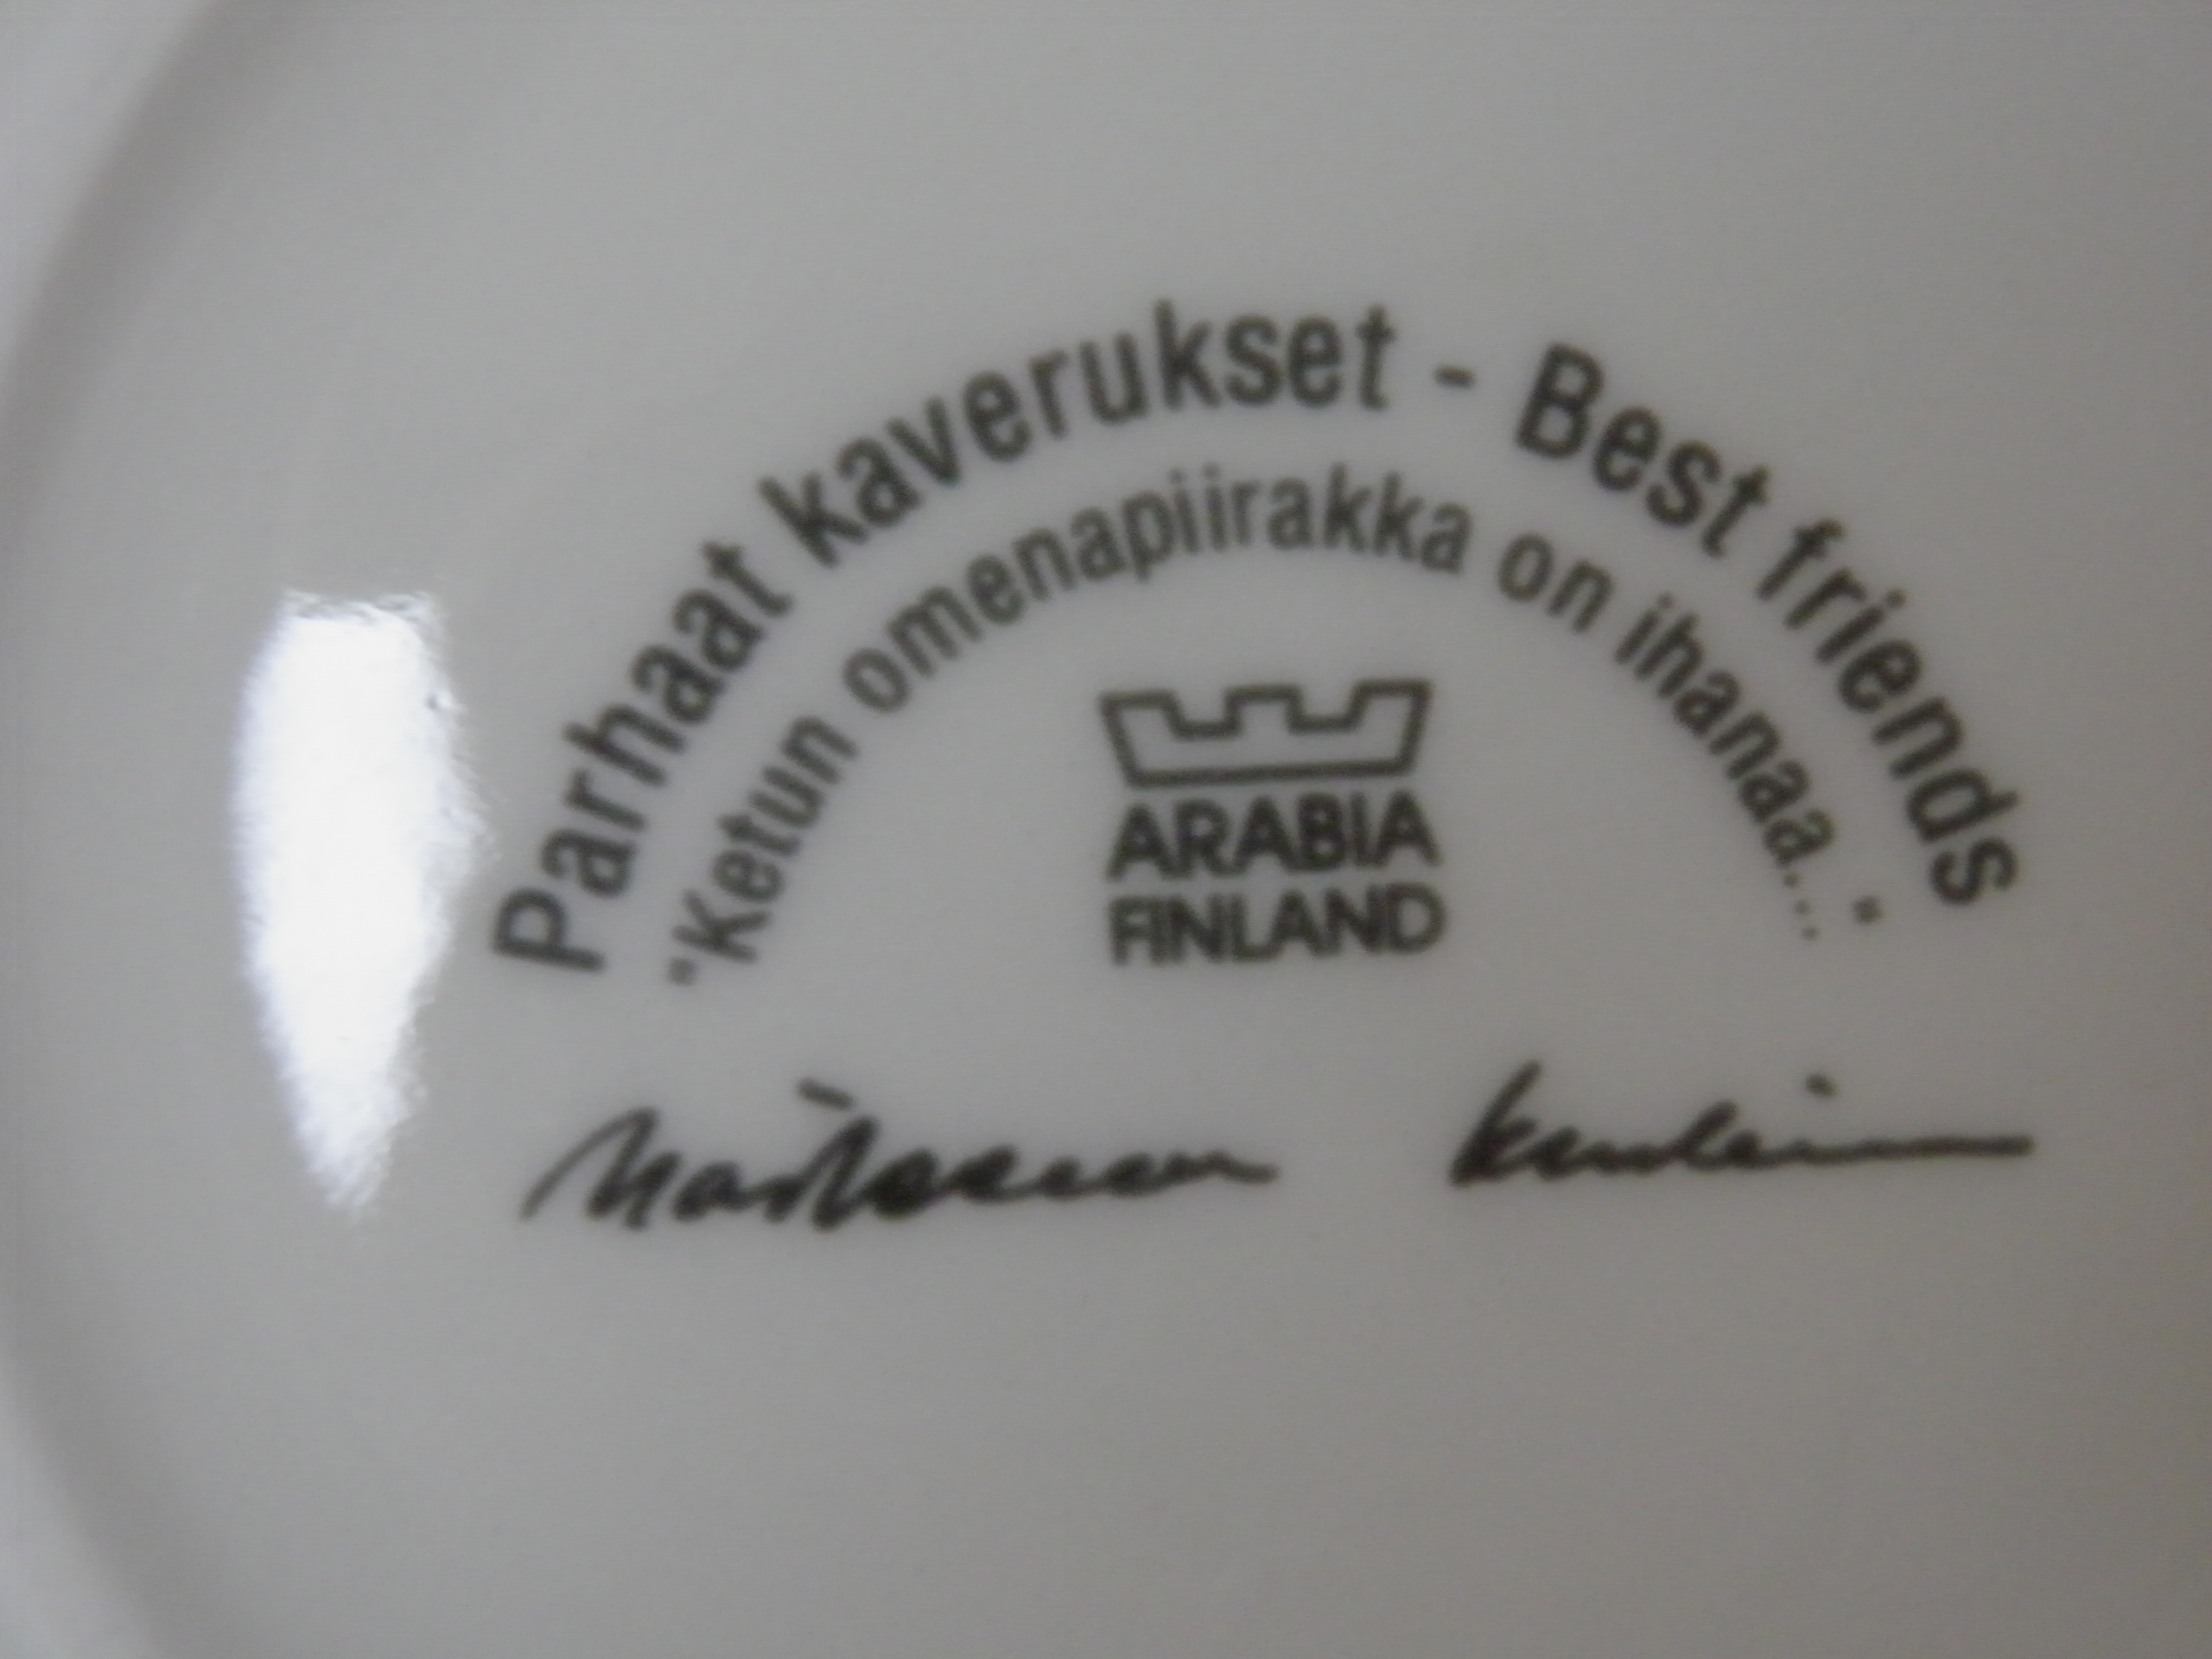 Parhaat kaverukset - Best friends
"Ketun omenapiirakka on ihanaa..."
ARABIA
FINLAND